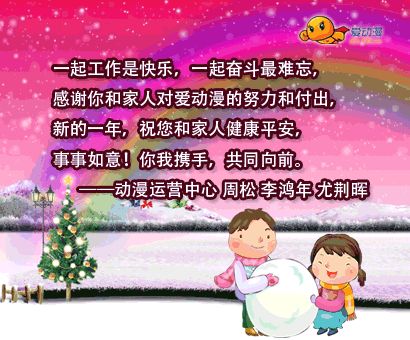 爱动漫
一起工作是快乐，一起奋斗最难忘，
感谢你和家人对爱动漫的努力和付出，
新的一年，祝您和家人健康平安，
事事如意！你我携手，共同向前。
——动漫运营中心 周松 李鸿年 尤荆晖